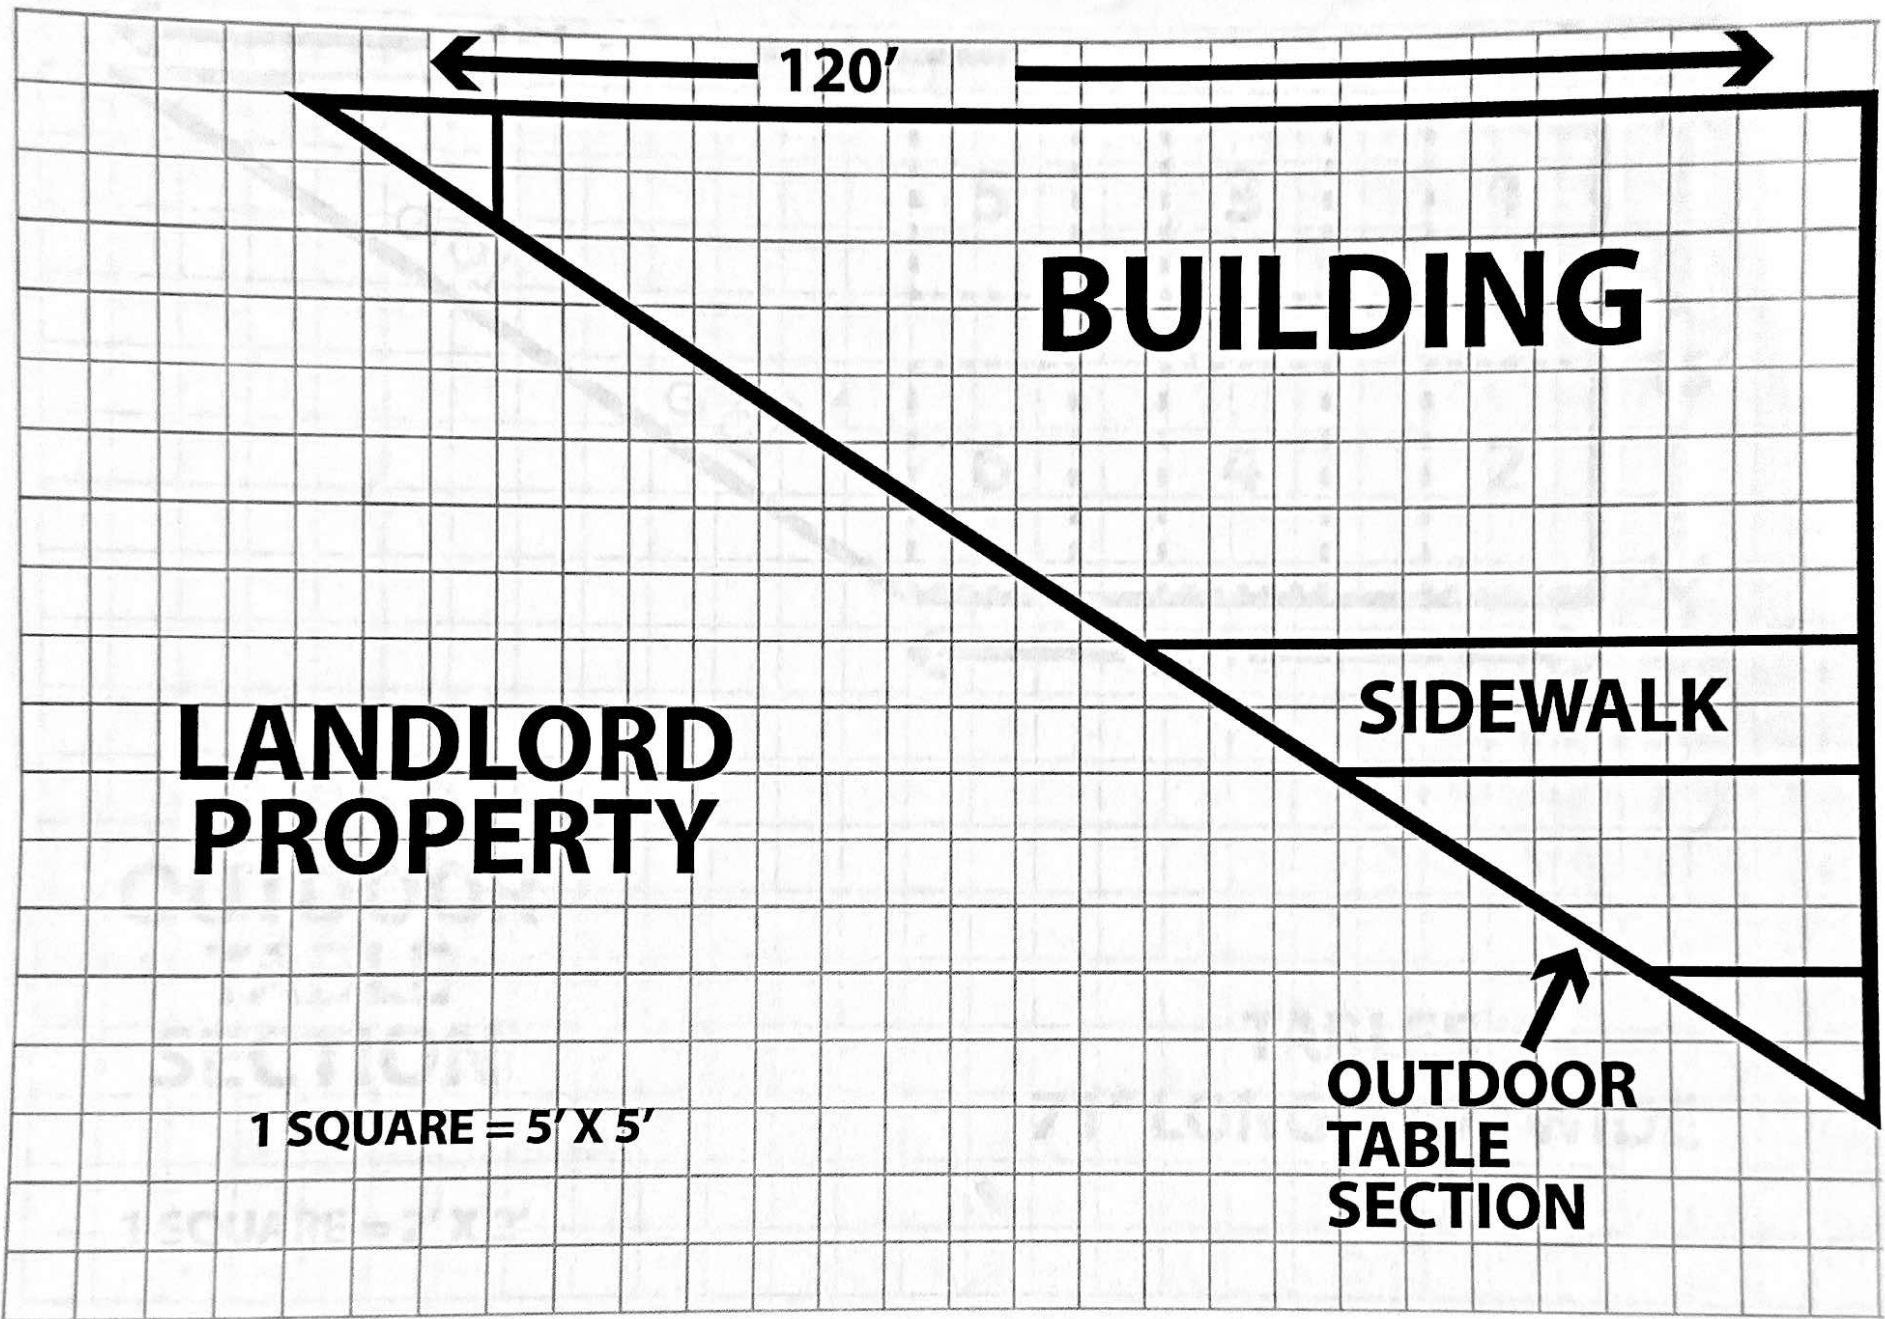 120'
BUILDING
SIDEWALK
LANDLORD
PROPERTY
1 SQUARE = 5' X 5'
OUTDOOR
TABLE
SECTION